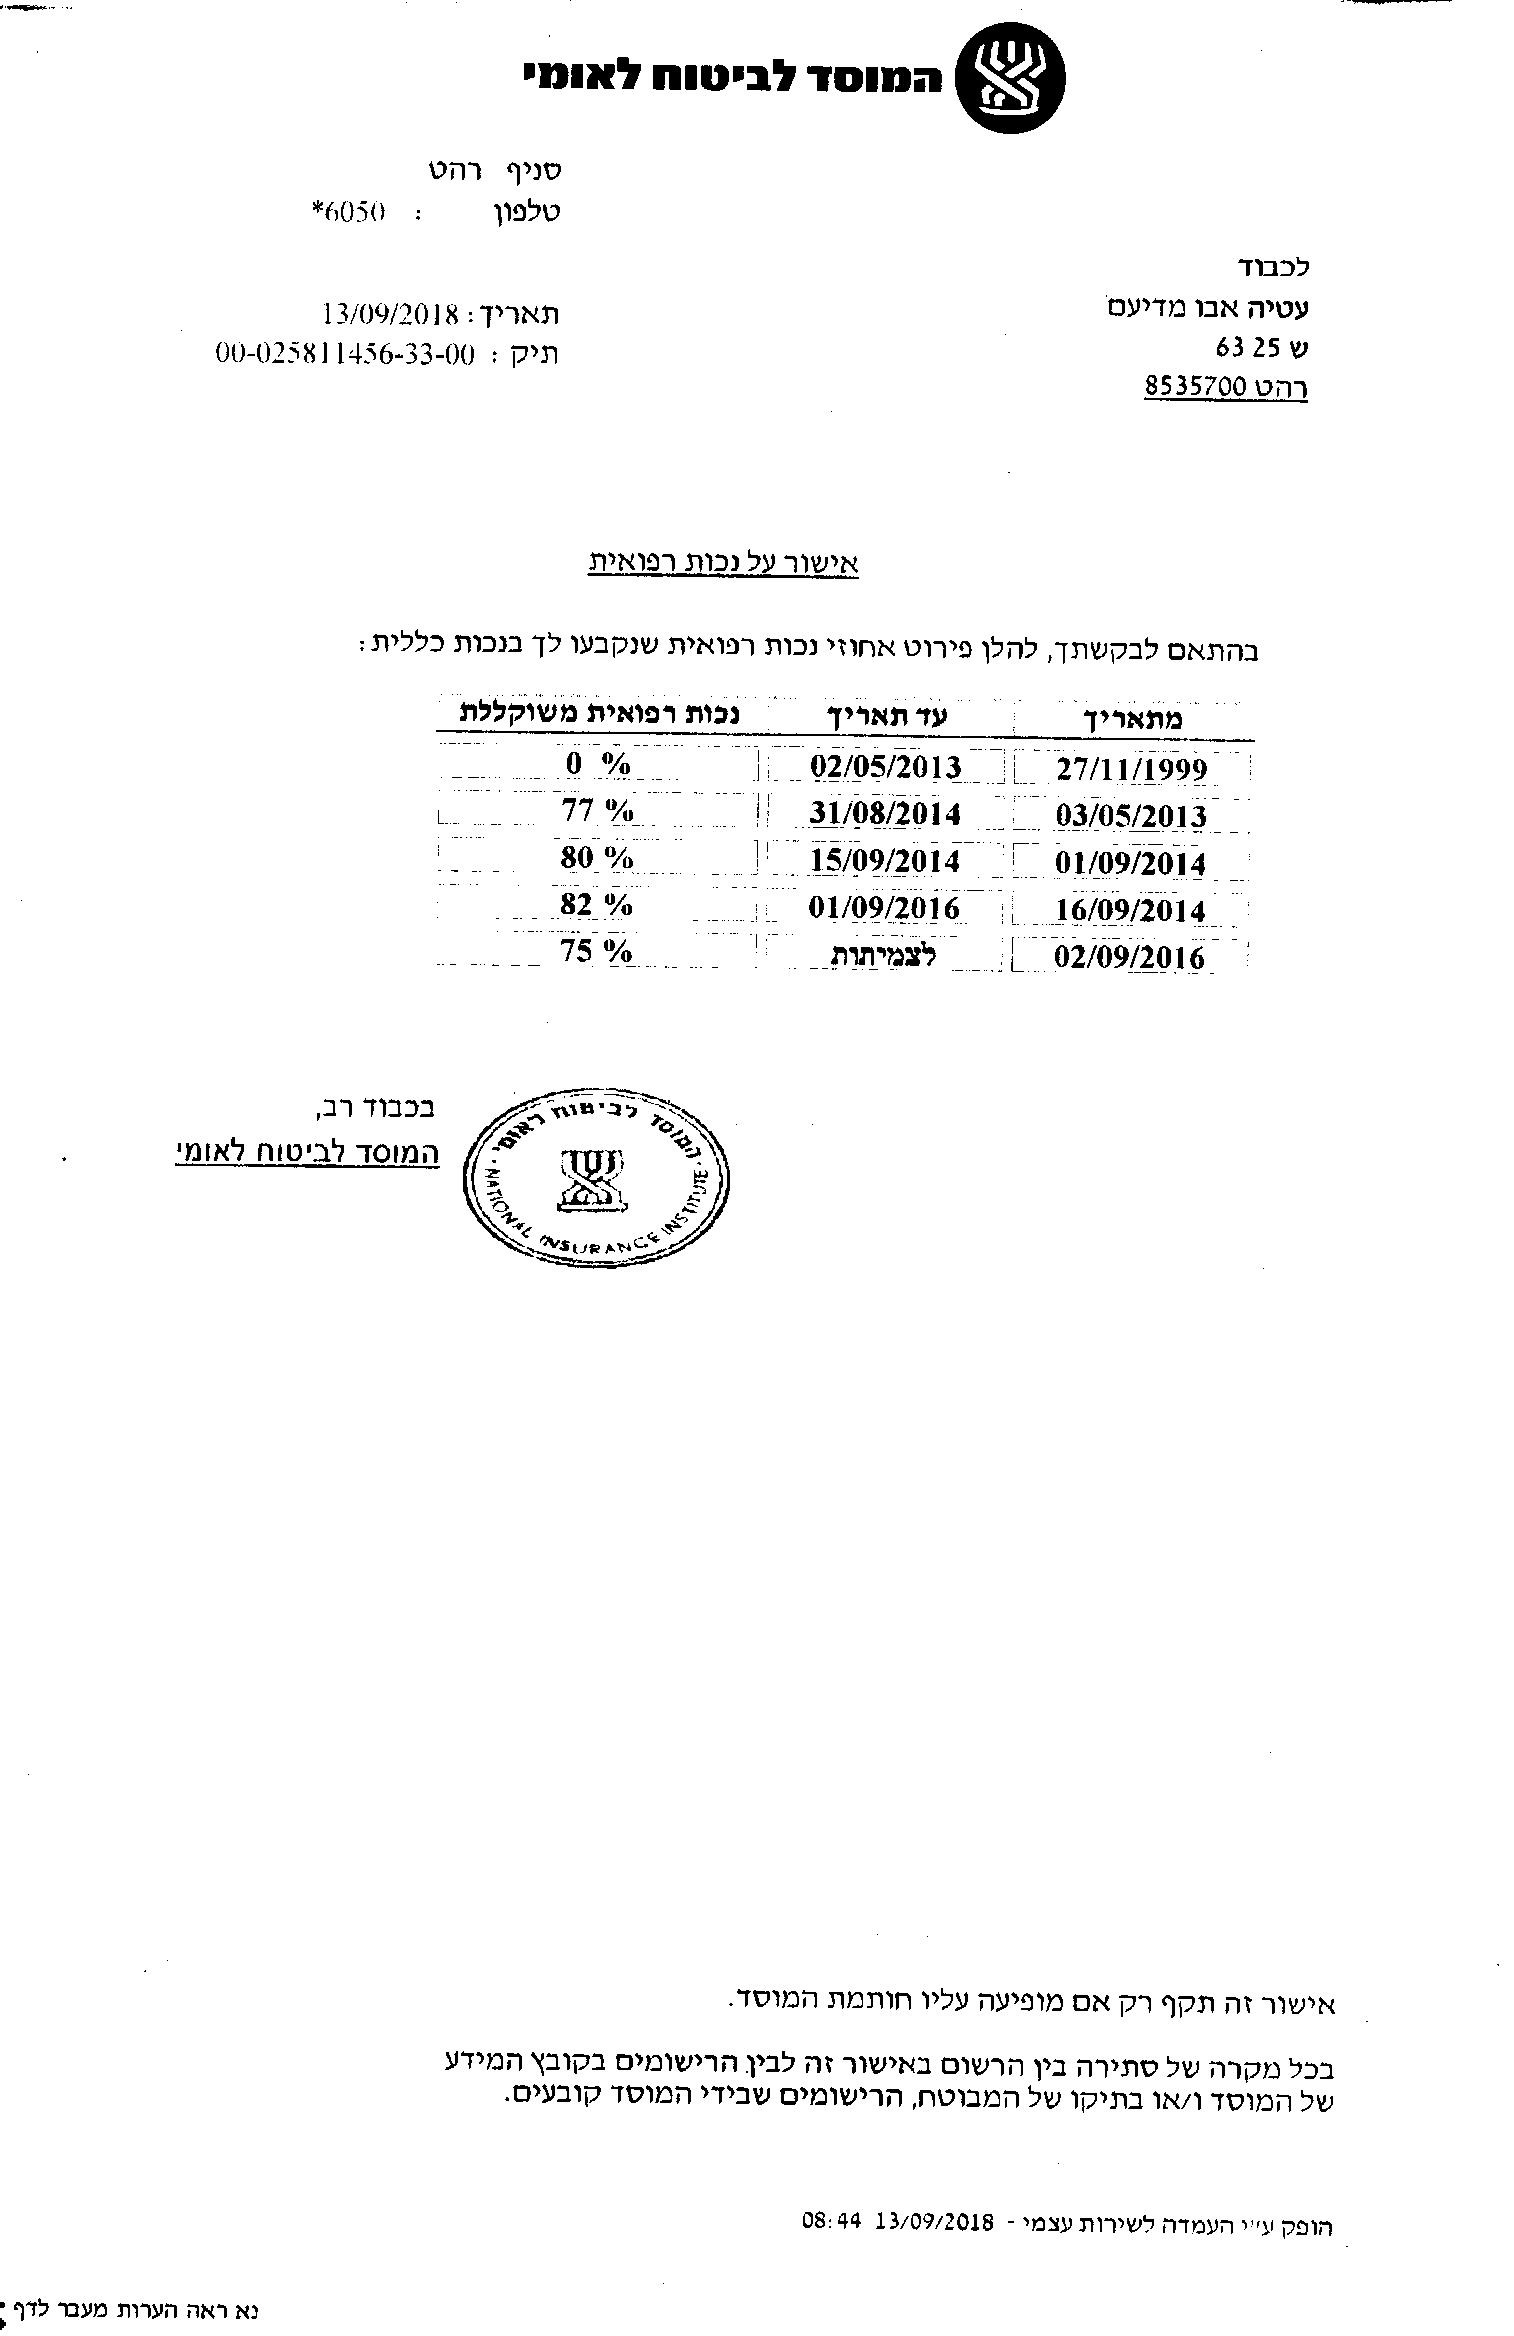 המוסד לביטוח לאומי
סניף רהט
טלפון : 6050*
לכבוד
עטיה אבו מדיעם
ש 25 63
רהט 8535700
תאריך: 13/09/2018
תיק : 00-025811456-33-00
אישור על נכות רפואית
בהתאם לבקשתך, להלן פירוט אחוזי נכות רפואית שנקבעו לך בנכות כללית:
מתאריך עד תאריך נכות רפואית משוקללת
27/11/1999 02/05/2013 0 %
03/05/2013 31/08/2014 77 %
01/09/2014 15/09/2014 80 %
16/09/2014 01/09/2016 82 %
02/09/2016 לצמיתות 75 %
בכבוד רב,
המוסד לביטוח לאומי
המוסד לביטוח לאומי
NATIONAL INSURANCE INSTITUTE
אישור זה תקף רק אם מופיעה עליו חותמת המוסד.
בכל מקרה של סתירה בין הרשום באישור זה לבין הרישומים בקובץ המידע
של המוסד ו/או בתיקו של המבוטח, הרישומים שבידי המוסד קובעים.
הופק ע"י העמדה לשירות עצמי - 13/09/2018 08:44
נא ראה הערות מעבר לדף